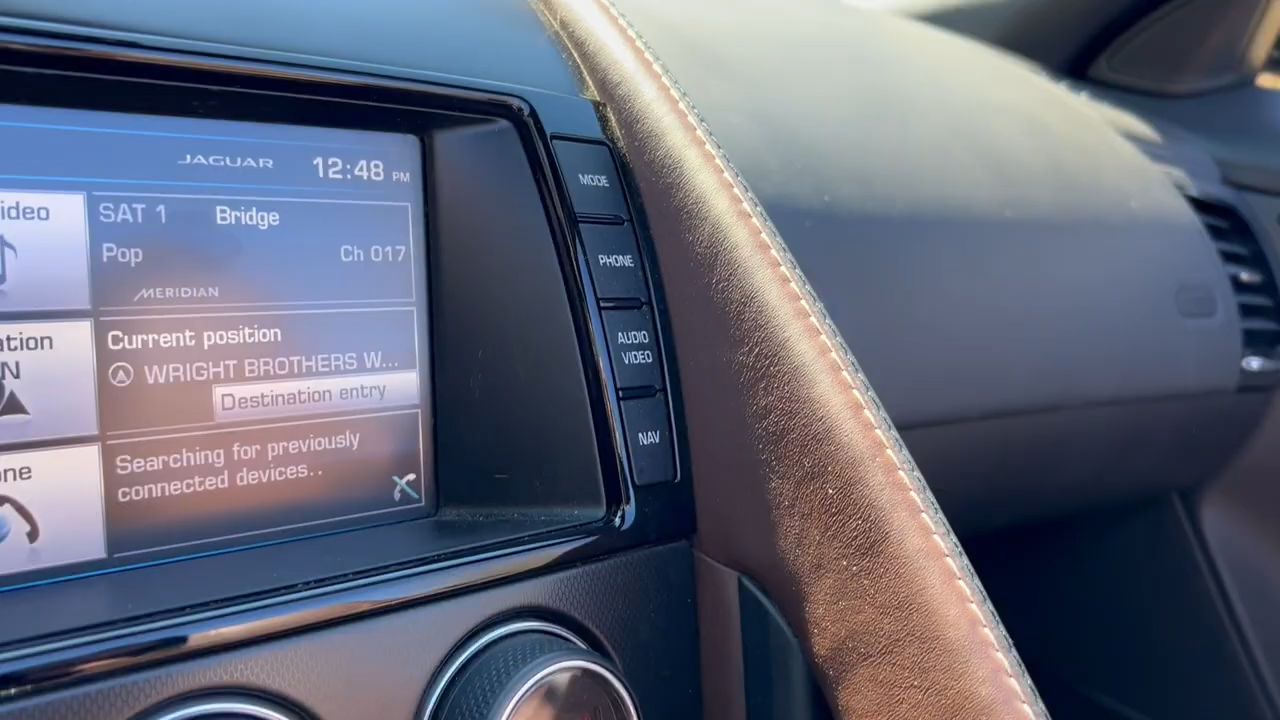 JAGUAR 12:48 PM
ideo
SAT 1 Bridge
Pop Ch 017
MERIDIAN
ation
N
Current position
WRIGHT BROTHERS W...
Destination entry
one
Searching for previously
connected devices..
MODE
PHONE
AUDIO
VIDEO
NAV